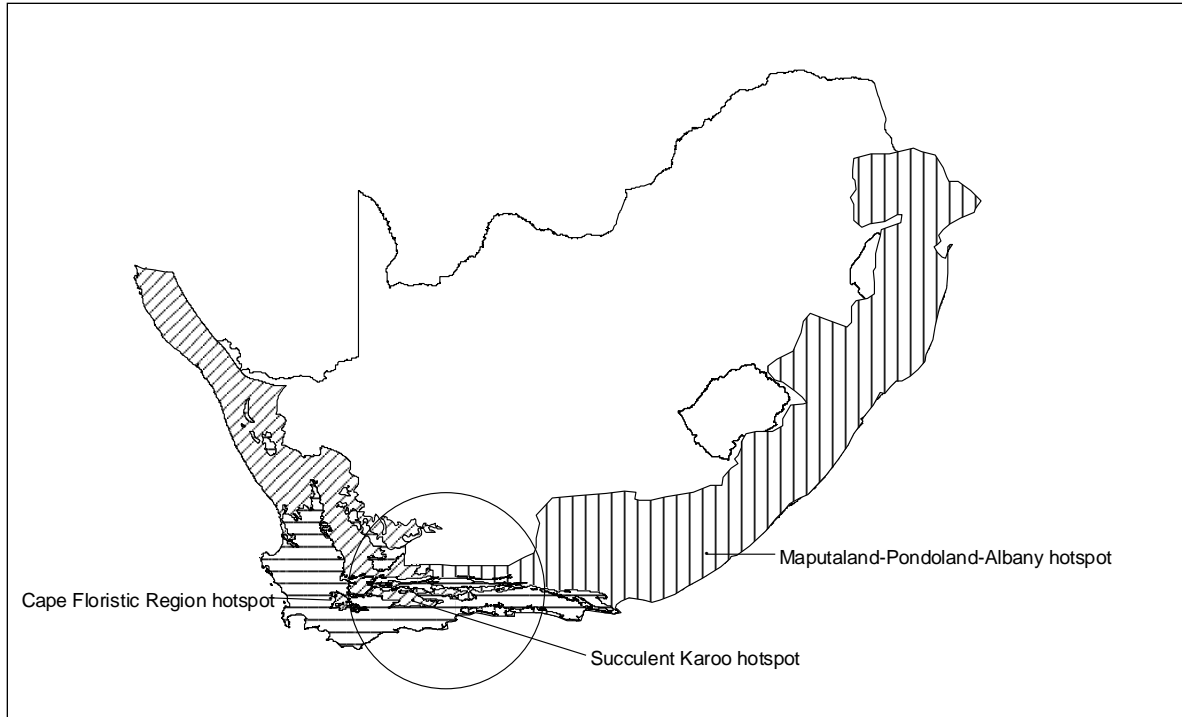 Maputaland-Pondoland-Albany hotspot
Cape Floristic Region hotspot
Succulent Karoo hotspot